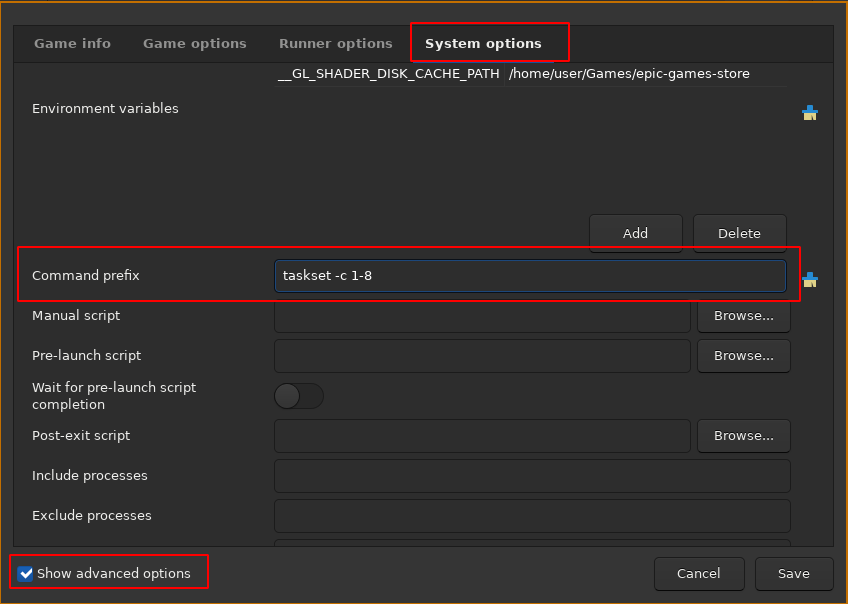 Game info Game options Runner options System options
__GL_SHADER_DISK_CACHE_PATH /home/user/Games/epic-games-store
Environment variables
Add Delete
Command prefix taskset -c 1-8
Manual script Browse...
Pre-launch script Browse...
Wait for pre-launch script
completion
Post-exit script Browse...
Include processes
Exclude processes
Show advanced options Cancel Save